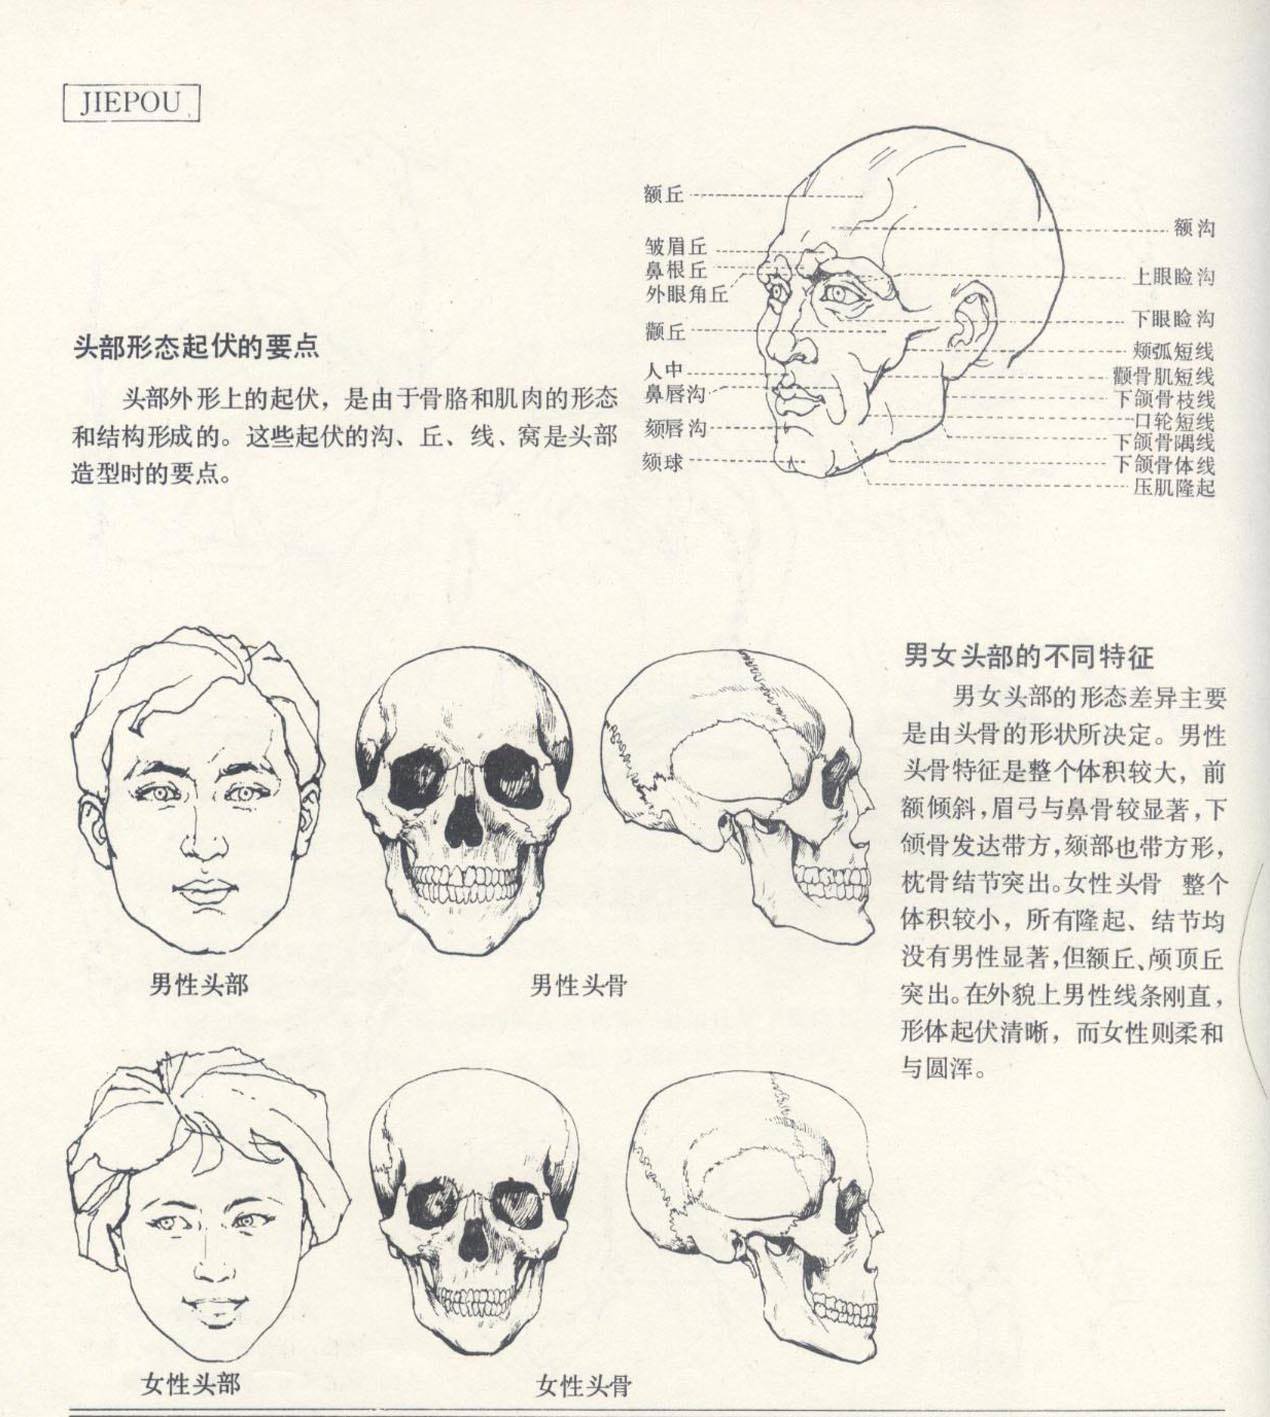 JIEPOU
额丘
皱眉丘
鼻根丘
外眼角丘
颧丘
人中
鼻唇沟
颏唇沟
颏球
额沟
上眼睑沟
下眼睑沟
颊弧短线
颧骨肌短线
下颌骨枝线
口轮短线
下颌骨隅线
下颌骨体线
压肌隆起
头部形态起伏的要点
头部外形上的起伏，是由于骨胳和肌肉的形态
和结构形成的。这些起伏的沟、丘、线、窝是头部
造型时的要点。
男女头部的不同特征
男女头部的形态差异主要
是由头骨的形状所决定。男性
头骨特征是整个体积较大，前
额倾斜，眉弓与鼻骨较显著，下
颌骨发达带方，颏部也带方形，
枕骨结节突出。女性头骨 整个
体积较小，所有隆起、结节均
没有男性显著，但额丘、颅顶丘
突出。在外貌上男性线条刚直，
形体起伏清晰，而女性则柔和
与圆浑。
男性头部
男性头骨
女性头部
女性头骨